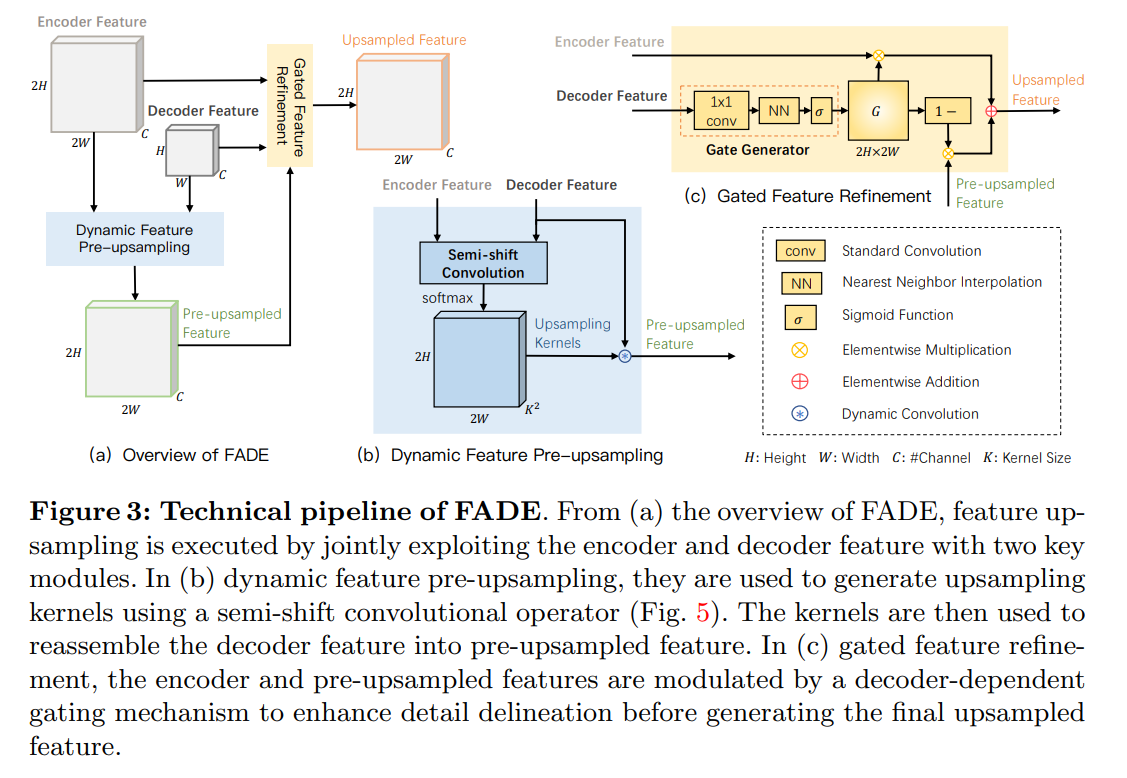 Encoder Feature
2H
2W
C
Decoder Feature
H
W
C
Gated Feature
Refinement
Upsampled Feature
2H
2W
C
Dynamic Feature
Pre-upsampling
Pre-upsampled
Feature
2H
2W
C
(a) Overview of FADE
Encoder Feature
Decoder Feature
Semi-shift
Convolution
softmax
2H
2W
K²
Upsampling
Kernels
Pre-upsampled
Feature
(b) Dynamic Feature Pre-upsampling
Encoder Feature
Decoder Feature
1x1
conv
NN
σ
Gate Generator
G
2H×2W
1 −
Upsampled
Feature
Pre-upsampled
Feature
(c) Gated Feature Refinement
conv
Standard Convolution
NN
Nearest Neighbor Interpolation
σ
Sigmoid Function
Elementwise Multiplication
Elementwise Addition
Dynamic Convolution
H: Height W: Width C: #Channel K: Kernel Size
Figure 3: Technical pipeline of FADE. From (a) the overview of FADE, feature up-
sampling is executed by jointly exploiting the encoder and decoder feature with two key
modules. In (b) dynamic feature pre-upsampling, they are used to generate upsampling
kernels using a semi-shift convolutional operator (Fig. 5). The kernels are then used to
reassemble the decoder feature into pre-upsampled feature. In (c) gated feature refine-
ment, the encoder and pre-upsampled features are modulated by a decoder-dependent
gating mechanism to enhance detail delineation before generating the final upsampled
feature.